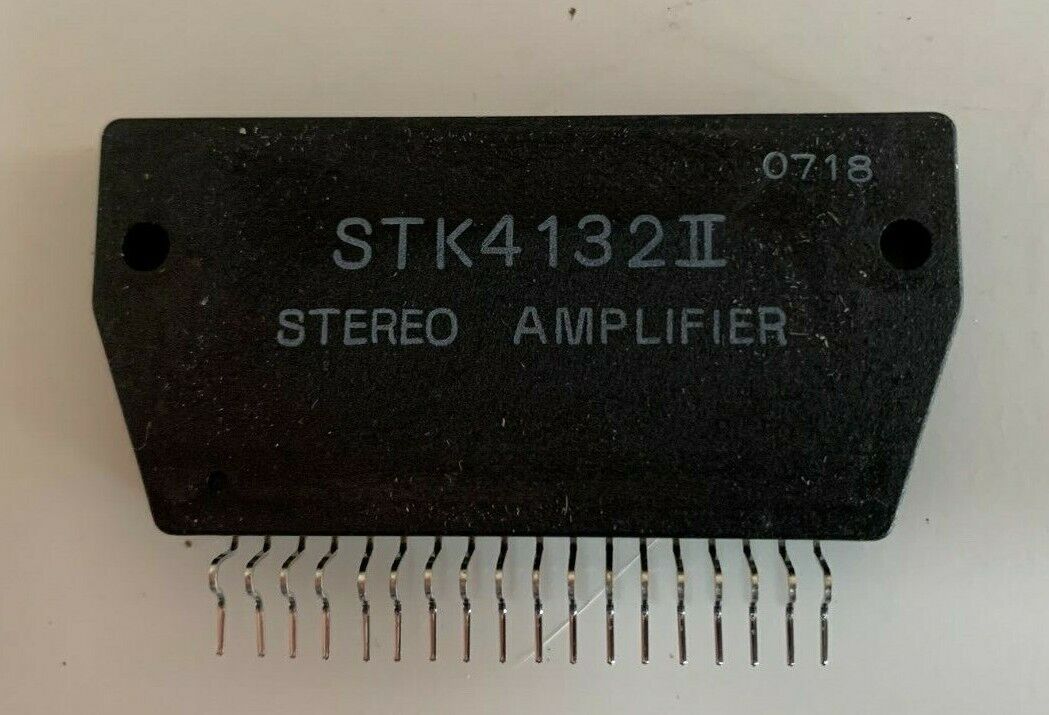 0718
STK4132II
STEREO AMPLIFIER